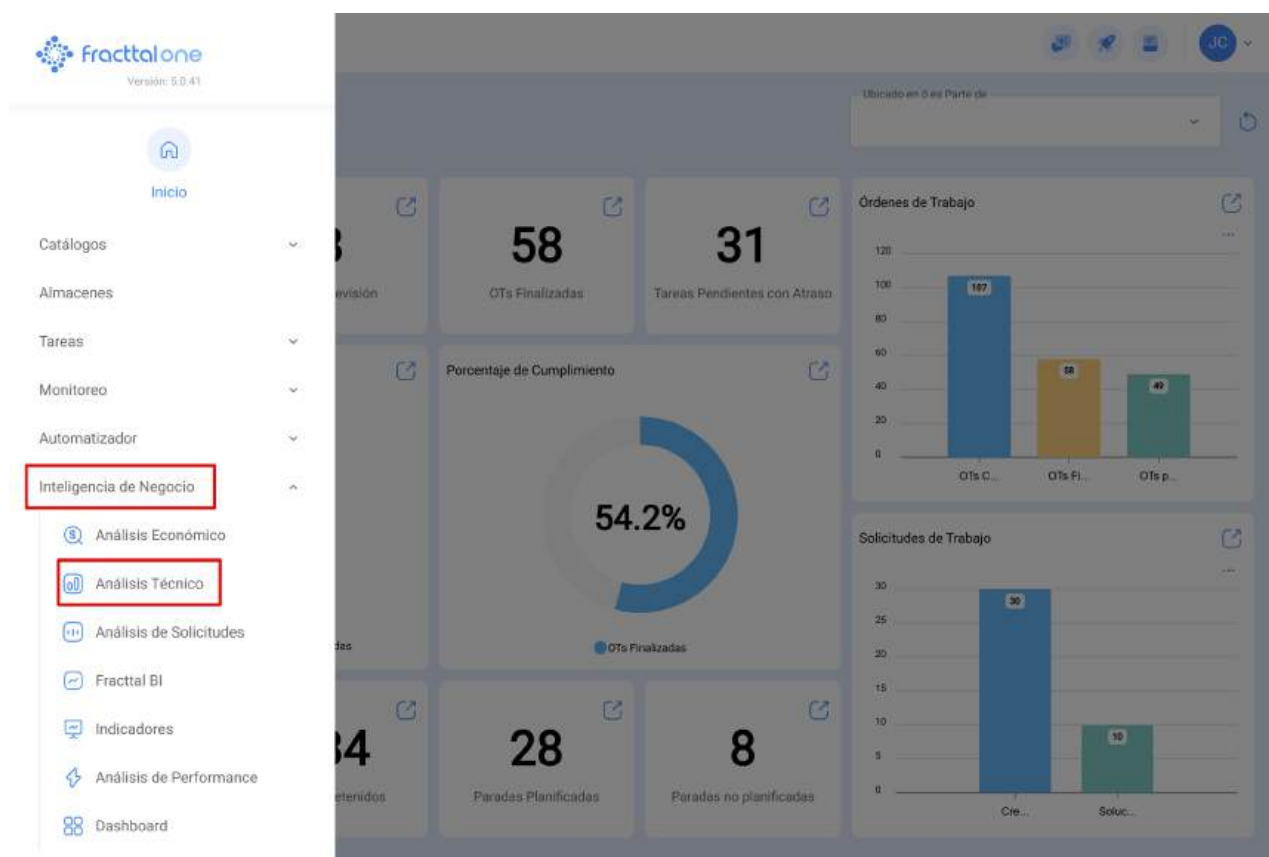 fracttal one
Versión: 5.0.41
Inicio
Catálogos
Almacenes
Tareas
Monitoreo
Automatizador
Inteligencia de Negocio
Análisis Económico
Análisis Técnico
Análisis de Solicitudes
Fracttal BI
Indicadores
Análisis de Performance
Dashboard
JC
Ubicado en ó es Parte de
evisión
58
OTs Finalizadas
31
Tareas Pendientes con Atraso
Órdenes de Trabajo
...
120
100
80
60
40
20
0
107
58
49
OTs C...
OTs Fi...
OTs p...
Porcentaje de Cumplimiento
54.2%
OTs Finalizadas
das
Solicitudes de Trabajo
...
30
25
20
15
10
5
0
30
10
Cre...
Soluc...
34
etenidos
28
Paradas Planificadas
8
Paradas no planificadas